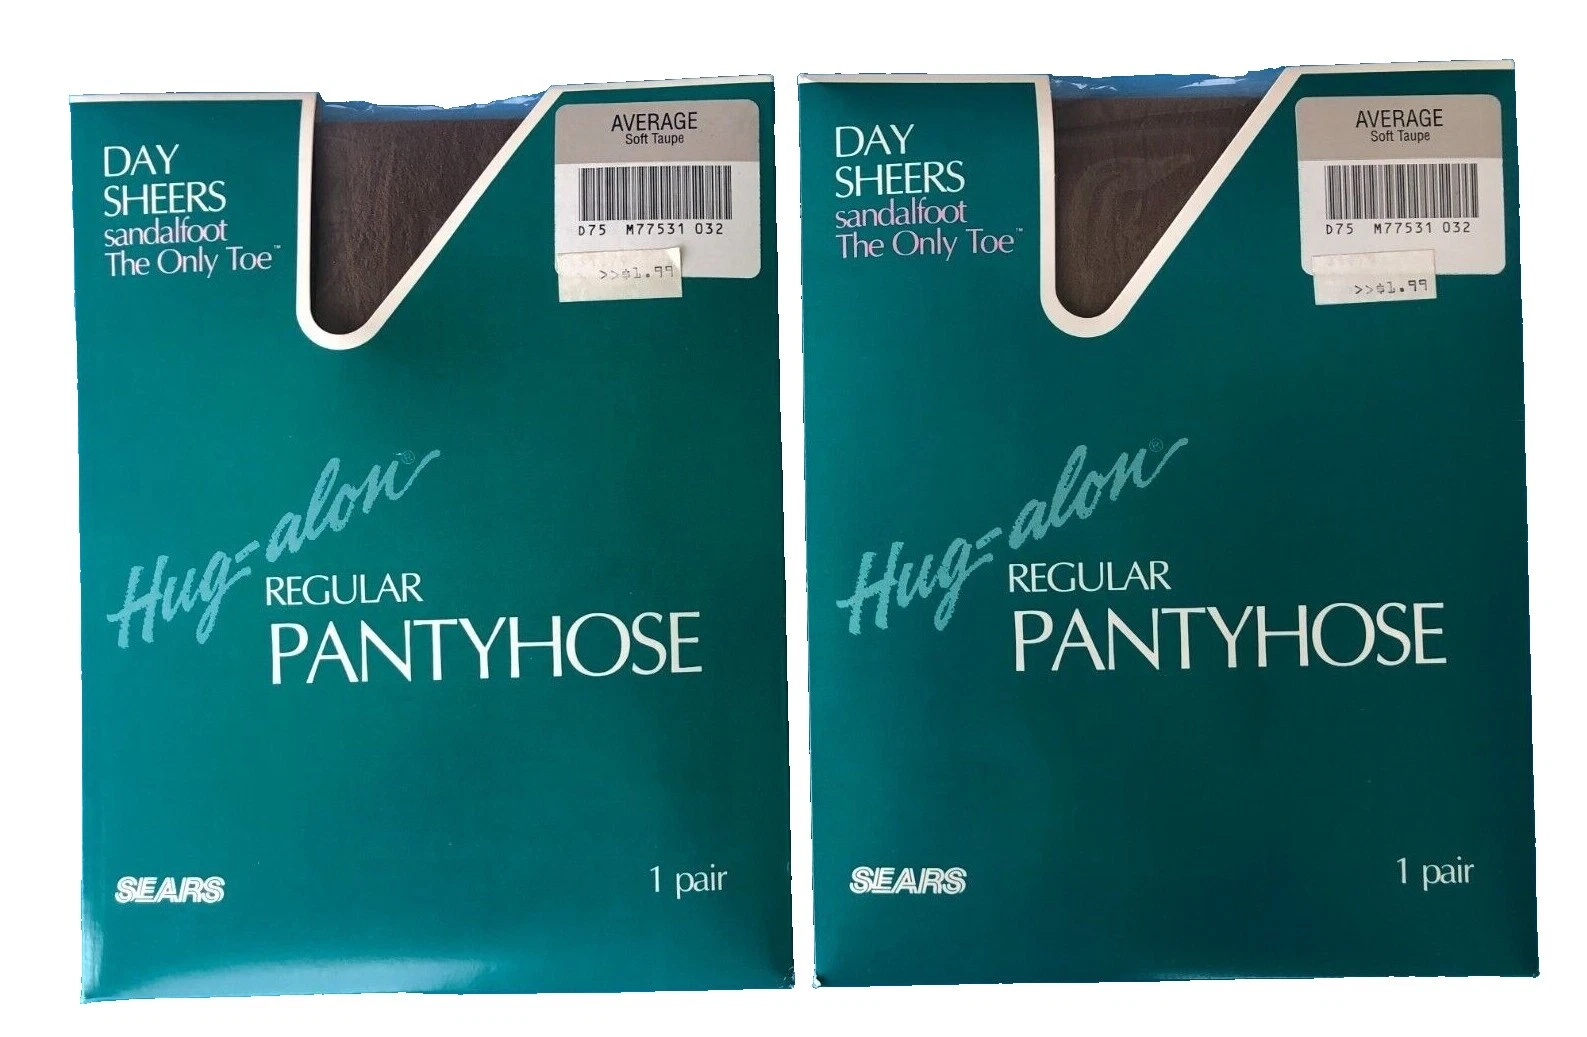 DAY
SHEERS
sandalfoot
The Only Toe™
AVERAGE
Soft Taupe
D75 M77531 032
>>$1.99
Hug-alon®
REGULAR
PANTYHOSE
SEARS
1 pair
DAY
SHEERS
sandalfoot
The Only Toe™
AVERAGE
Soft Taupe
D75 M77531 032
>>$1.99
Hug-alon®
REGULAR
PANTYHOSE
SEARS
1 pair